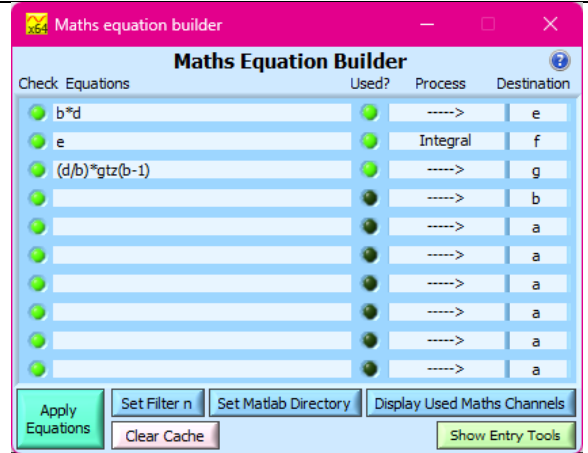 x64 Maths equation builder
Maths Equation Builder ?
Check Equations Used? Process Destination
b*d -----> e
e Integral f
(d/b)*gtz(b-1) -----> g
-----> b
-----> a
-----> a
-----> a
-----> a
-----> a
-----> a
Apply Equations
Set Filter n Set Matlab Directory Display Used Maths Channels
Clear Cache Show Entry Tools